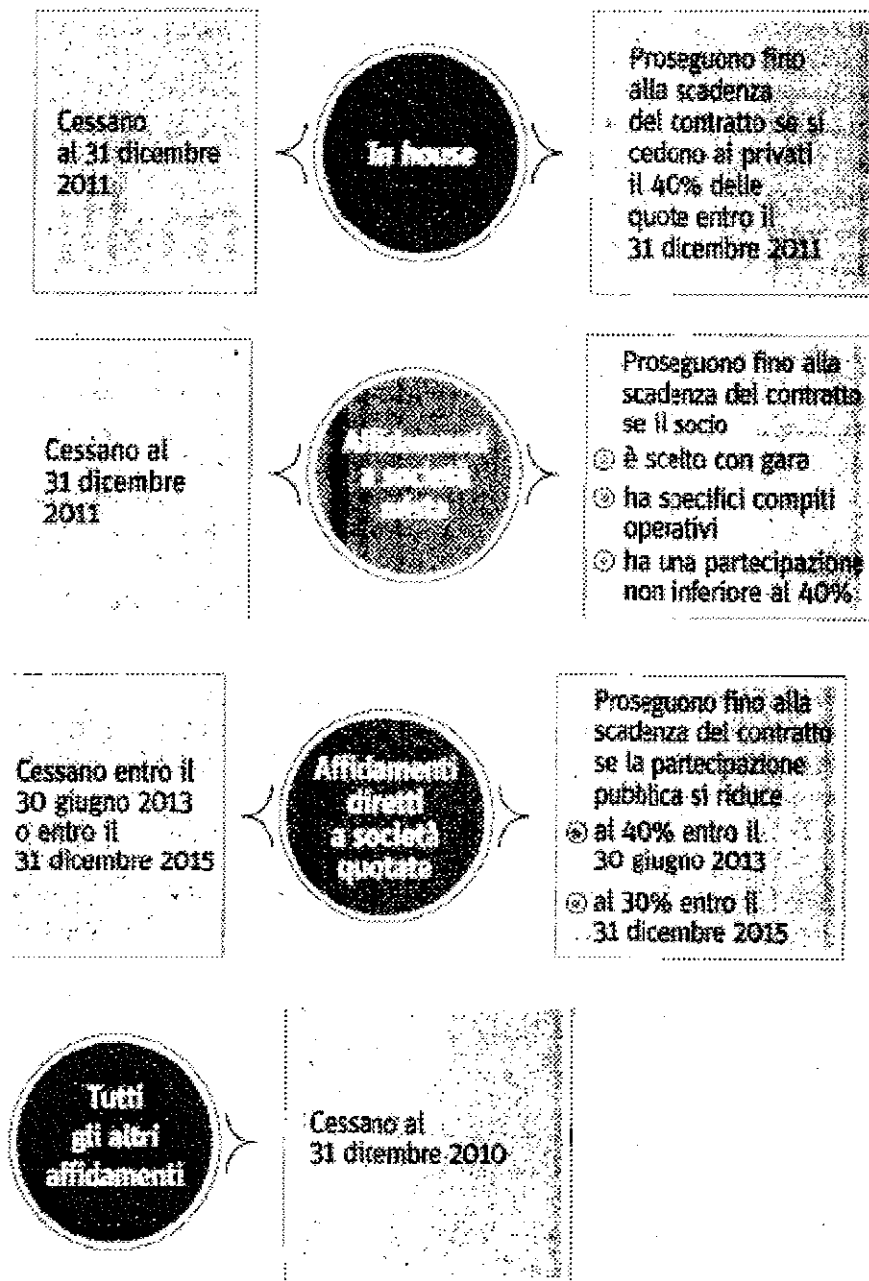 Cessano
al 31 dicembre
2011
In house
Proseguono fino
alla scadenza
del contratto se si
cedono ai privati
il 40% delle
quote entro il
31 dicembre 2011
Cessano al
31 dicembre
2011
Affidamenti
a società
mista
Proseguono fino alla
scadenza del contratto
se il socio
è scelto con gara
ha specifici compiti
operativi
ha una partecipazione
non inferiore al 40%
Cessano entro il
30 giugno 2013
o entro il
31 dicembre 2015
Affidamenti
diretti
a società
quotate
Proseguono fino alla
scadenza del contratto
se la partecipazione
pubblica si riduce
al 40% entro il
30 giugno 2013
al 30% entro il
31 dicembre 2015
Tutti
gli altri
affidamenti
Cessano al
31 dicembre 2010